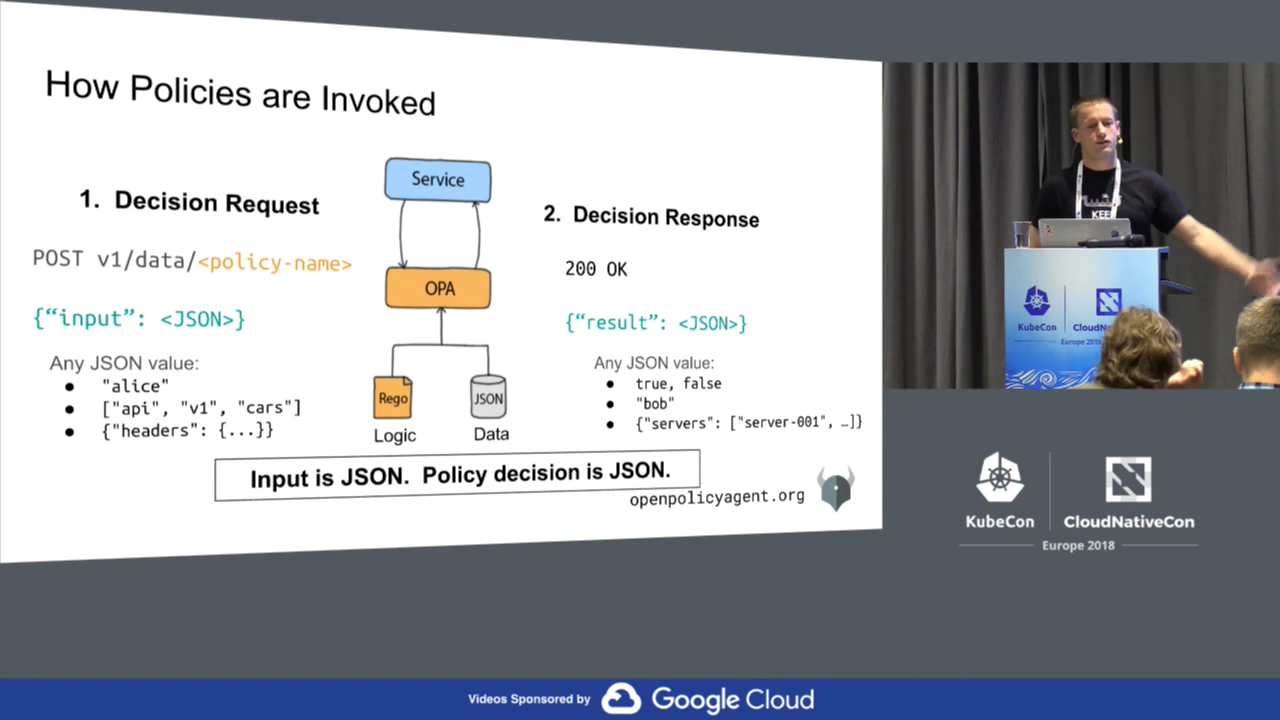 How Policies are Invoked
1. Decision Request
POST v1/data/<policy-name>
{“input”: <JSON>}
Any JSON value:
● "alice"
● ["api", "v1", "cars"]
● {"headers": {...}}
Service
OPA
Rego
JSON
Logic
Data
2. Decision Response
200 OK
{“result”: <JSON>}
Any JSON value:
● true, false
● "bob"
● {"servers": ["server-001", …]}
Input is JSON. Policy decision is JSON.
openpolicyagent.org
KEE
KubeCon
Europe 2018
KubeCon
CloudNativeCon
Europe 2018
Videos Sponsored by
Google Cloud